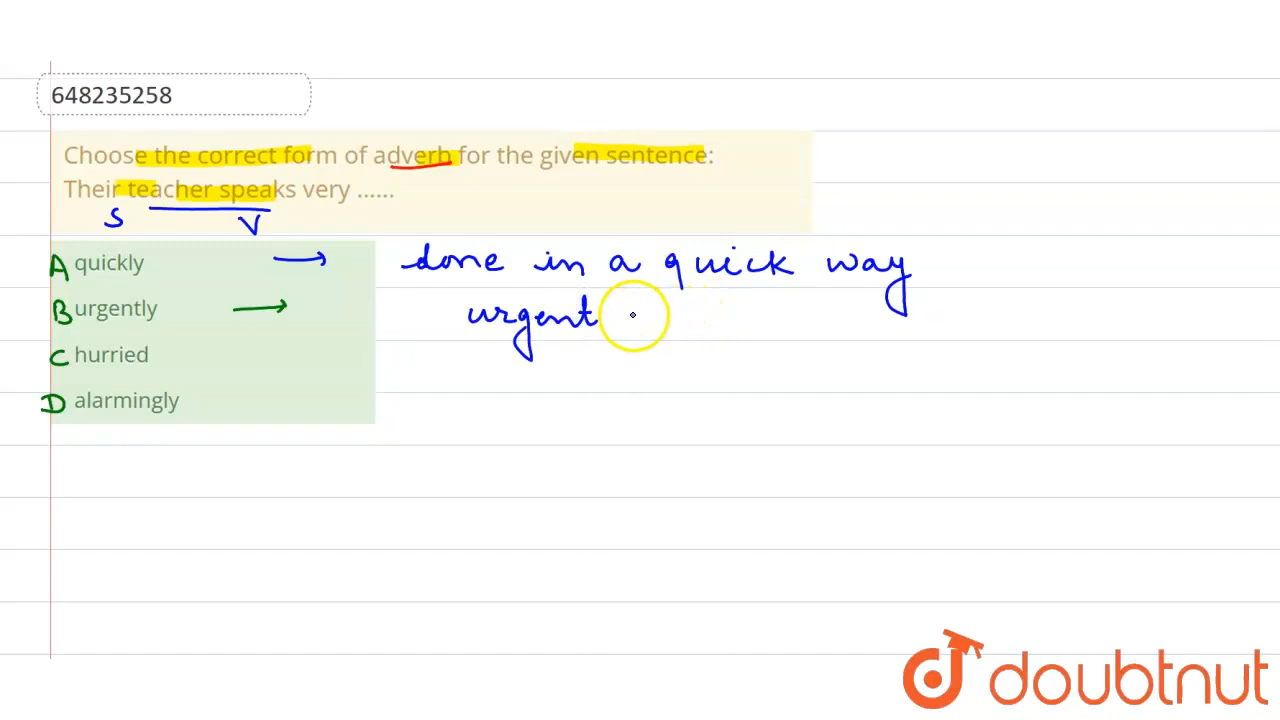 648235258
Choose the correct form of adverb for the given sentence:
Their teacher speaks very ......
S V
A quickly → done in a quick way
B urgently → urgent
C hurried
D alarmingly
doubtnut